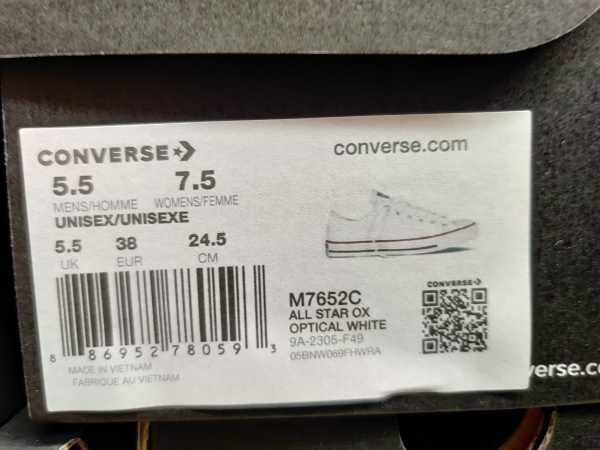 CONVERSE
converse.com
5.5 7.5
MENS/HOMME WOMENS/FEMME
UNISEX/UNISEXE
5.5 38 24.5
UK EUR CM
CONVERSE
M7652C
ALL STAR OX
OPTICAL WHITE
9A-2305-F49
05BNW069FHWRA
8 86952 78059 3
MADE IN VIETNAM
FABRIQUE AU VIETNAM
verse.c